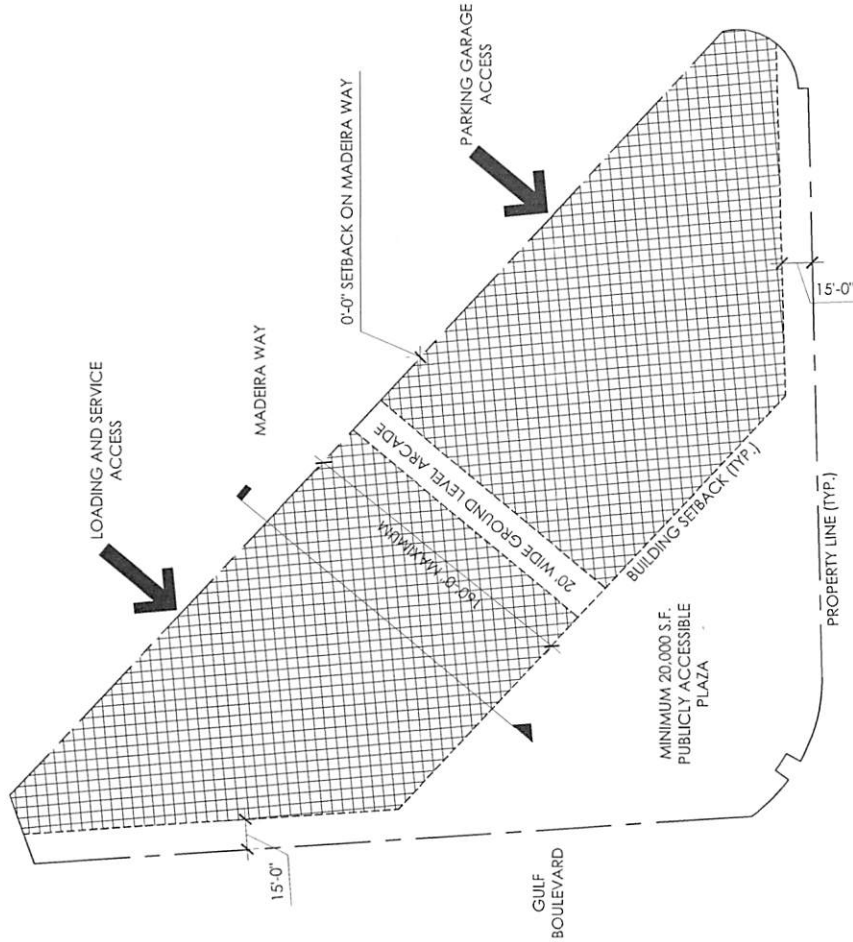 LOADING AND SERVICE
ACCESS
MADEIRA WAY
0'-0" SETBACK ON MADEIRA WAY
PARKING GARAGE
ACCESS
160'-0" MAXIMUM
20' WIDE GROUND LEVEL ARCADE
BUILDING SETBACK (TYP.)
15'-0"
GULF
BOULEVARD
MINIMUM 20,000 S.F.
PUBLICLY ACCESSIBLE
PLAZA
PROPERTY LINE (TYP.)
15'-0"